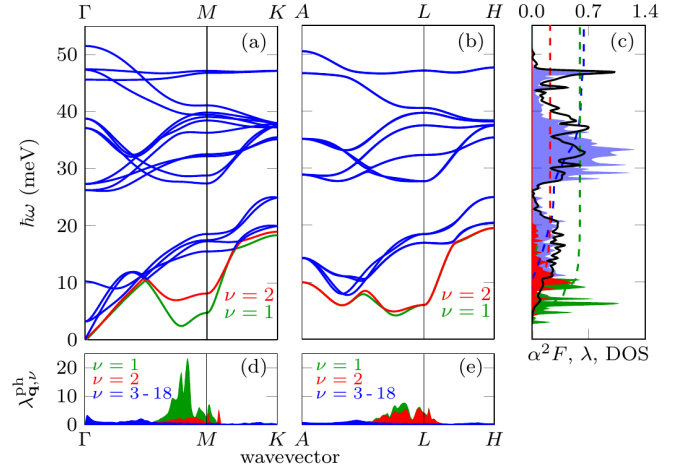 Γ M K A L H 0.0 0.7 1.4
(a) (b) (c)
50
40
30
20
10
0
ħω (meV)
ν = 2 ν = 2
ν = 1 ν = 1
Γ M K A L H α²F, λ, DOS
20
10
0
λ^ph_q,ν
ν = 1 (d) ν = 1 (e)
ν = 2 ν = 2
ν = 3 - 18 ν = 3 - 18
Γ M K A L H
wavevector